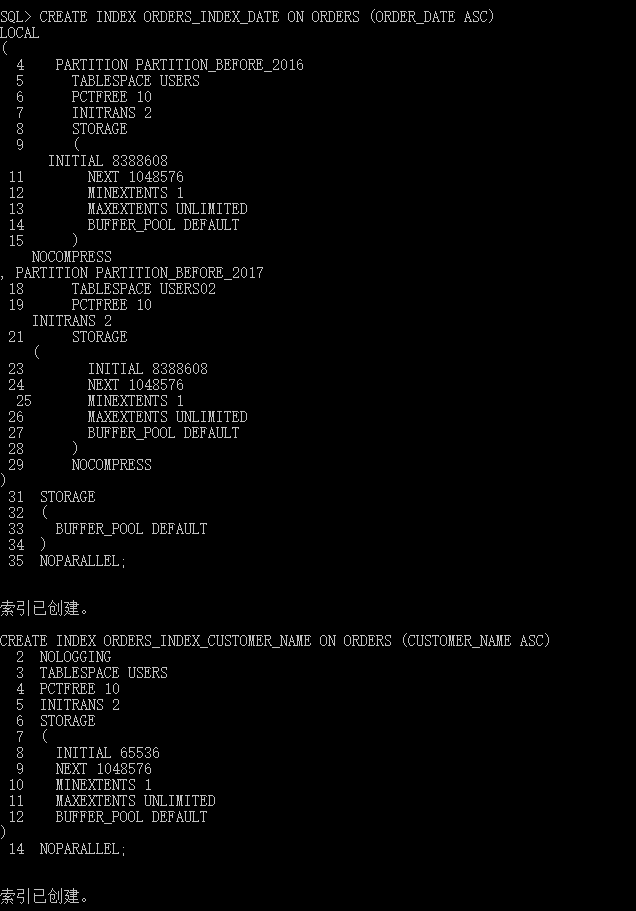 SQL> CREATE INDEX ORDERS_INDEX_DATE ON ORDERS (ORDER_DATE ASC)
LOCAL
(
  4    PARTITION PARTITION_BEFORE_2016
  5      TABLESPACE USERS
  6      PCTFREE 10
  7      INITRANS 2
  8      STORAGE
  9      (
      INITIAL 8388608
 11        NEXT 1048576
 12        MINEXTENTS 1
 13        MAXEXTENTS UNLIMITED
 14        BUFFER_POOL DEFAULT
 15      )
    NOCOMPRESS
, PARTITION PARTITION_BEFORE_2017
 18      TABLESPACE USERS02
 19      PCTFREE 10
    INITRANS 2
 21      STORAGE
    (
 23        INITIAL 8388608
 24        NEXT 1048576
  25       MINEXTENTS 1
 26        MAXEXTENTS UNLIMITED
 27        BUFFER_POOL DEFAULT
 28      )
 29      NOCOMPRESS
)
 31  STORAGE
 32  (
 33    BUFFER_POOL DEFAULT
 34  )
 35  NOPARALLEL;
索引已创建。
CREATE INDEX ORDERS_INDEX_CUSTOMER_NAME ON ORDERS (CUSTOMER_NAME ASC)
  2  NOLOGGING
  3  TABLESPACE USERS
  4  PCTFREE 10
  5  INITRANS 2
  6  STORAGE
  7  (
  8    INITIAL 65536
  9    NEXT 1048576
 10    MINEXTENTS 1
 11    MAXEXTENTS UNLIMITED
 12    BUFFER_POOL DEFAULT
)
 14  NOPARALLEL;
索引已创建。